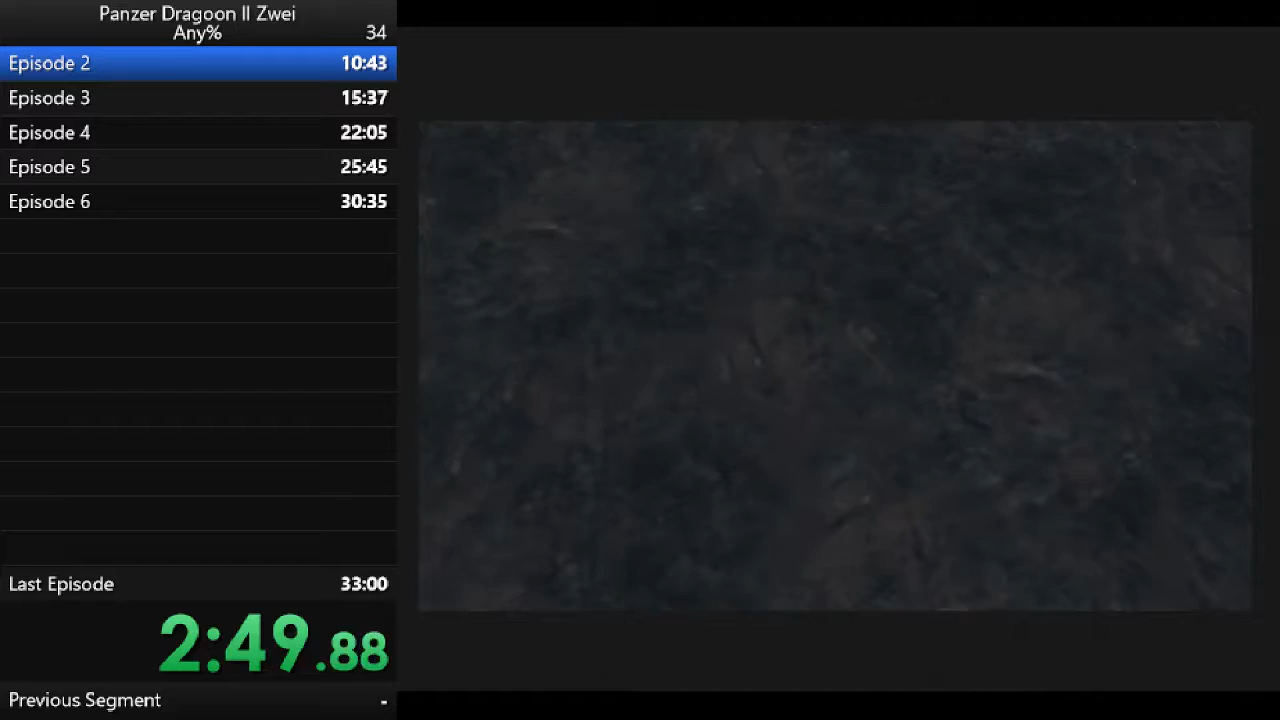 Panzer Dragoon II Zwei
Any% 34
Episode 2 10:43
Episode 3 15:37
Episode 4 22:05
Episode 5 25:45
Episode 6 30:35
Last Episode 33:00
2:49.88
Previous Segment -